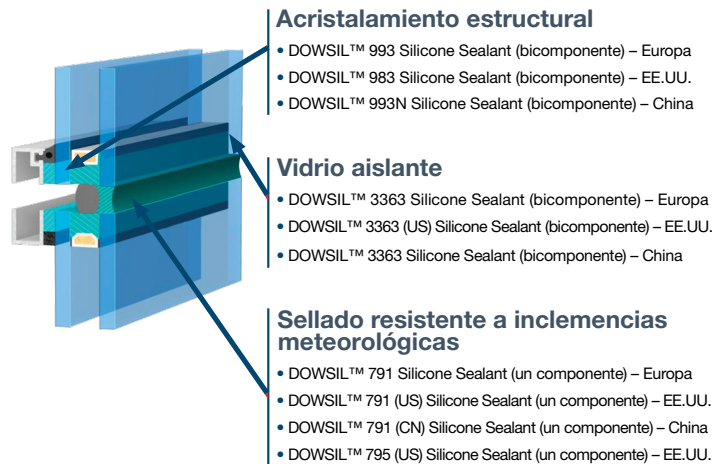 Acristalamiento estructural
• DOWSIL™ 993 Silicone Sealant (bicomponente) – Europa
• DOWSIL™ 983 Silicone Sealant (bicomponente) – EE.UU.
• DOWSIL™ 993N Silicone Sealant (bicomponente) – China
Vidrio aislante
• DOWSIL™ 3363 Silicone Sealant (bicomponente) – Europa
• DOWSIL™ 3363 (US) Silicone Sealant (bicomponente) – EE.UU.
• DOWSIL™ 3363 Silicone Sealant (bicomponente) – China
Sellado resistente a inclemencias
meteorológicas
• DOWSIL™ 791 Silicone Sealant (un componente) – Europa
• DOWSIL™ 791 (US) Silicone Sealant (un componente) – EE.UU.
• DOWSIL™ 791 (CN) Silicone Sealant (un componente) – China
• DOWSIL™ 795 (US) Silicone Sealant (un componente) – EE.UU.